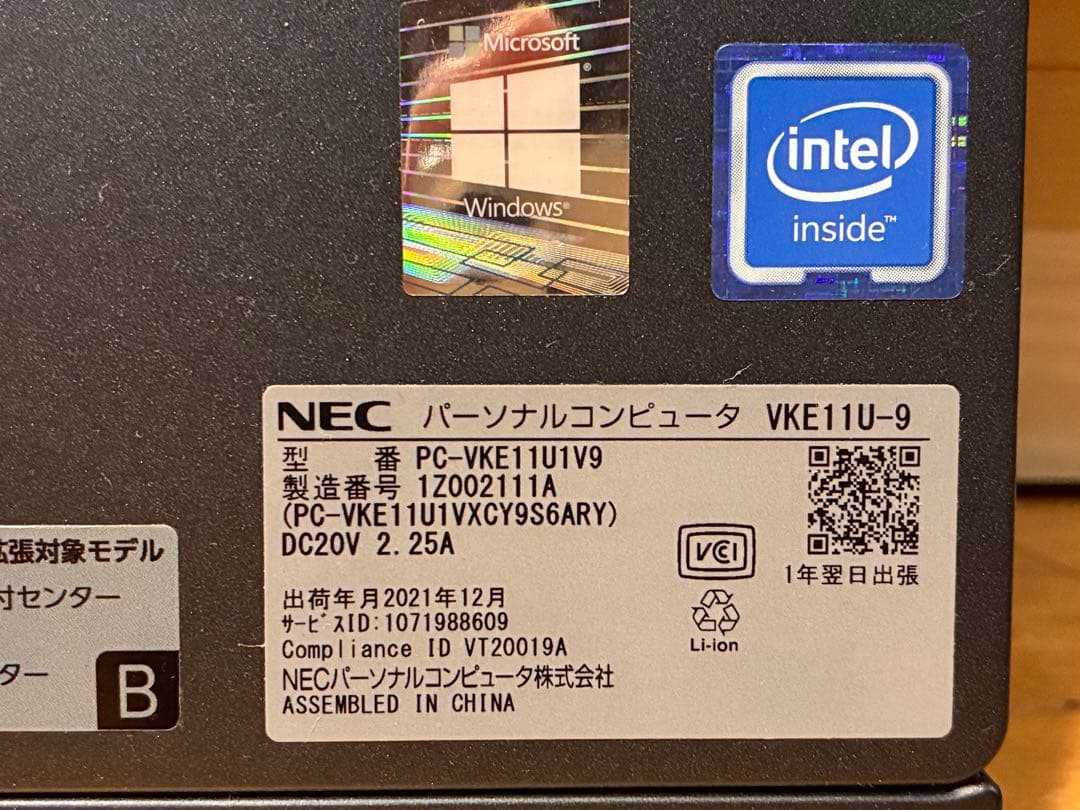 Microsoft
Windows®
intel
inside™
NEC パーソナルコンピュータ VKE11U-9
型 番 PC-VKE11U1V9
製造番号 1Z002111A
(PC-VKE11U1VXCY9S6ARY)
DC20V 2.25A
VCI
1年翌日出張
出荷年月2021年12月
ｻｰﾋﾞｽID:1071988609
Compliance ID VT20019A
Li-ion
NECパーソナルコンピュータ株式会社
ASSEMBLED IN CHINA
拡張対象モデル
付センター
ター
B